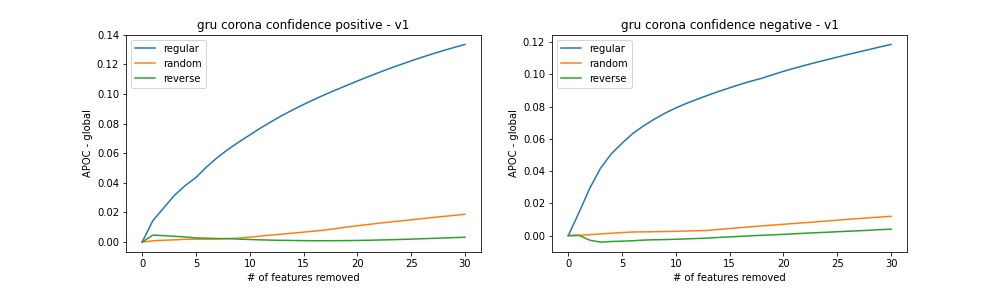 gru corona confidence positive - v1
0.14
0.12
0.10
0.08
0.06
0.04
0.02
0.00
APOC - global
regular
random
reverse
0 5 10 15 20 25 30
# of features removed
gru corona confidence negative - v1
0.12
0.10
0.08
0.06
0.04
0.02
0.00
APOC - global
regular
random
reverse
0 5 10 15 20 25 30
# of features removed